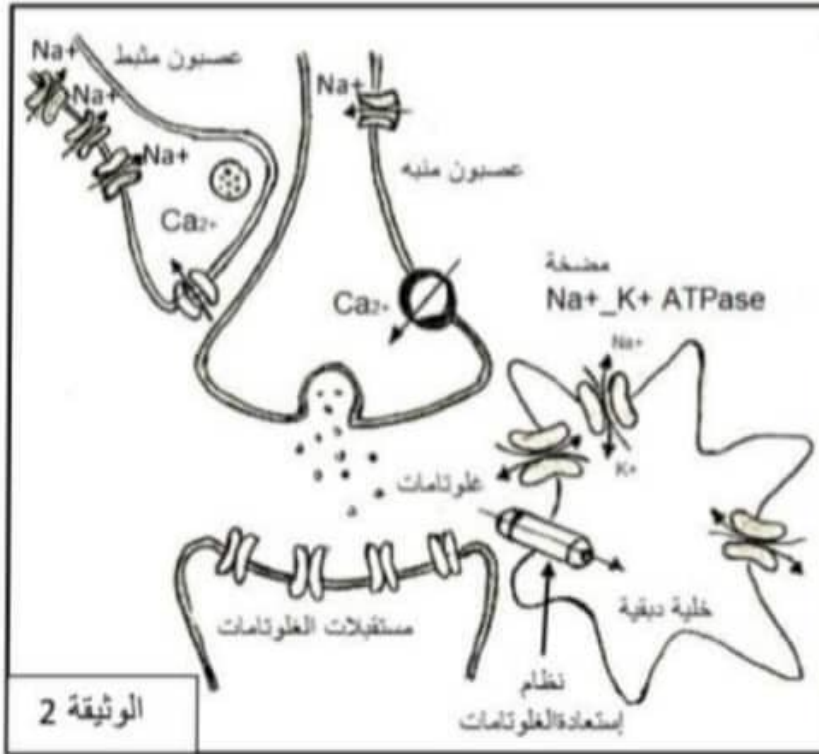 Na+
عصبون مثبط
Na+
Na+
Ca2+
Na+
عصبون منبه
Ca2+
مضخة
Na+_K+ ATPase
Na+
K+
غلوتامات
خلية دبقية
مستقبلات الغلوتامات
نظام
إستعادةالغلوتامات
الوثيقة 2